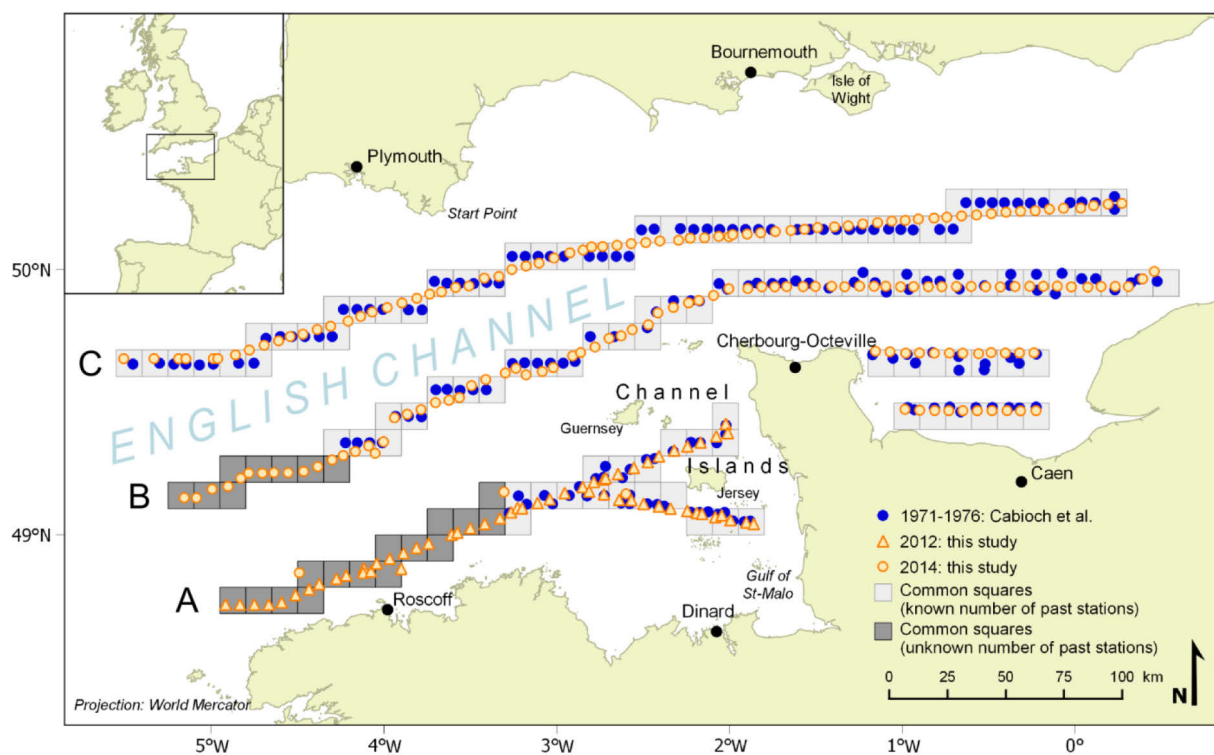 Bournemouth
Isle of
Wight
Plymouth
Start Point
50°N
ENGLISH CHANNEL
C
Cherbourg-Octeville
Channel
Guernsey
Islands
Jersey
B
Caen
49°N
A
Roscoff
Gulf of
St-Malo
Dinard
1971-1976: Cabioch et al.
2012: this study
2014: this study
Common squares
(known number of past stations)
Common squares
(unknown number of past stations)
0 25 50 75 100 km
N
Projection: World Mercator
5°W 4°W 3°W 2°W 1°W 0°